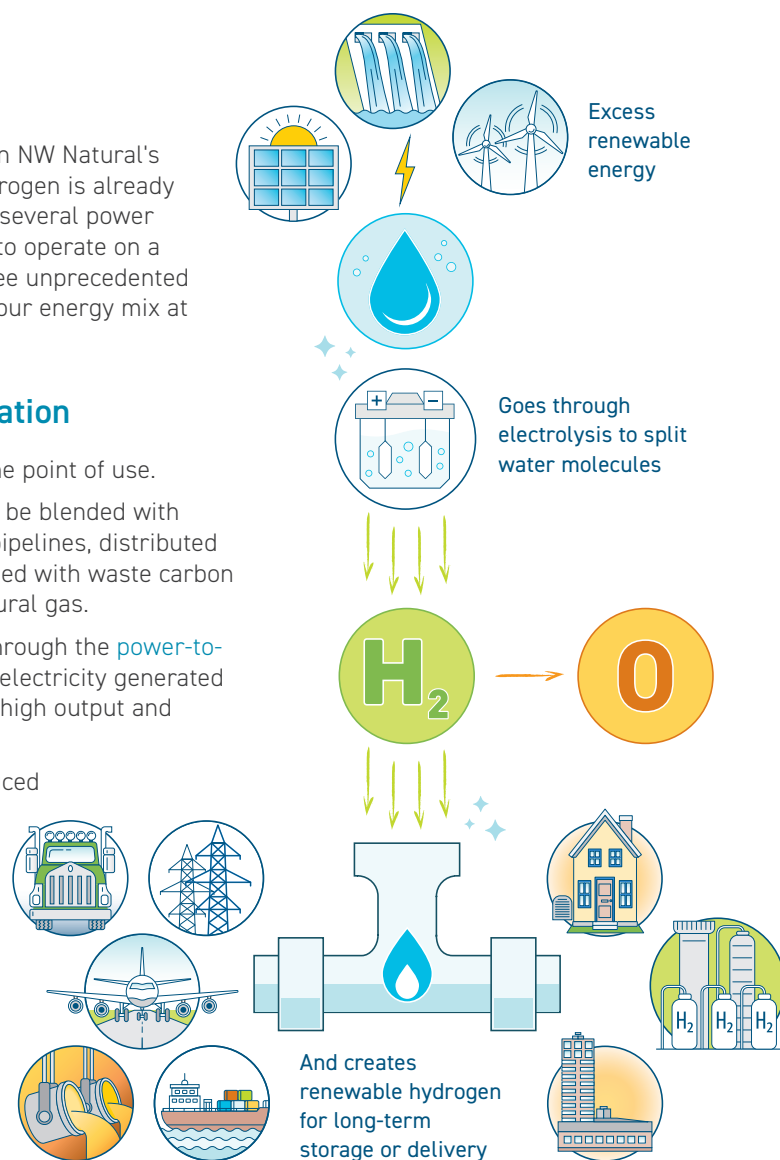 n NW Natural's
rogen is already
several power
to operate on a
ee unprecedented
our energy mix at
ation
ne point of use.
be blended with
pipelines, distributed
ed with waste carbon
ural gas.
hrough the power-to-
electricity generated
high output and
ced
Excess
renewable
energy
+ −
Goes through
electrolysis to split
water molecules
H2
O
H2 H2 H2
And creates
renewable hydrogen
for long-term
storage or delivery